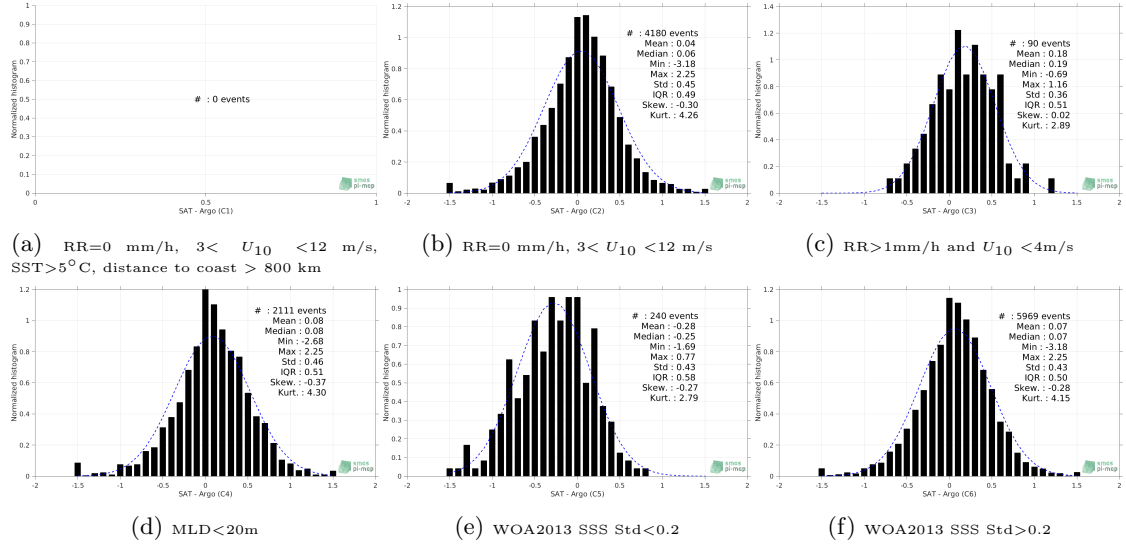 1
0.9
0.8
0.7
0.6
0.5
0.4
0.3
0.2
0.1
0
0 0.5 1
Normalized histogram
SAT - Argo (C1)
# : 0 events
smos
pi-mep
(a) RR=0 mm/h, 3< U10 <12 m/s,
SST>5°C, distance to coast > 800 km
1.2
1
0.8
0.6
0.4
0.2
0
-2 -1.5 -1 -0.5 0 0.5 1 1.5 2
Normalized histogram
SAT - Argo (C2)
# : 4180 events
Mean : 0.04
Median : 0.06
Min : -3.18
Max : 2.25
Std : 0.45
IQR : 0.49
Skew. : -0.30
Kurt. : 4.26
smos
pi-mep
(b) RR=0 mm/h, 3< U10 <12 m/s
1.4
1.2
1
0.8
0.6
0.4
0.2
0
-2 -1.5 -1 -0.5 0 0.5 1 1.5 2
Normalized histogram
SAT - Argo (C3)
# : 90 events
Mean : 0.18
Median : 0.19
Min : -0.69
Max : 1.16
Std : 0.36
IQR : 0.51
Skew. : 0.02
Kurt. : 2.89
smos
pi-mep
(c) RR>1mm/h and U10 <4m/s
1.2
1
0.8
0.6
0.4
0.2
0
-2 -1 0 1 2
Normalized histogram
SAT - Argo (C4)
# : 2111 events
Mean : 0.08
Median : 0.08
Min : -2.68
Max : 2.25
Std : 0.46
IQR : 0.51
Skew. : -0.37
Kurt. : 4.30
smos
pi-mep
(d) MLD<20m
1
0.9
0.8
0.7
0.6
0.5
0.4
0.3
0.2
0.1
0
-2 -1.5 -1 -0.5 0 0.5 1 1.5 2
Normalized histogram
SAT - Argo (C5)
# : 240 events
Mean : -0.28
Median : -0.25
Min : -1.69
Max : 0.77
Std : 0.43
IQR : 0.58
Skew. : -0.27
Kurt. : 2.79
smos
pi-mep
(e) WOA2013 SSS Std<0.2
1.2
1
0.8
0.6
0.4
0.2
0
-2 -1.5 -1 -0.5 0 0.5 1 1.5 2
Normalized histogram
SAT - Argo (C6)
# : 5969 events
Mean : 0.07
Median : 0.07
Min : -3.18
Max : 2.25
Std : 0.43
IQR : 0.50
Skew. : -0.28
Kurt. : 4.15
smos
pi-mep
(f) WOA2013 SSS Std>0.2